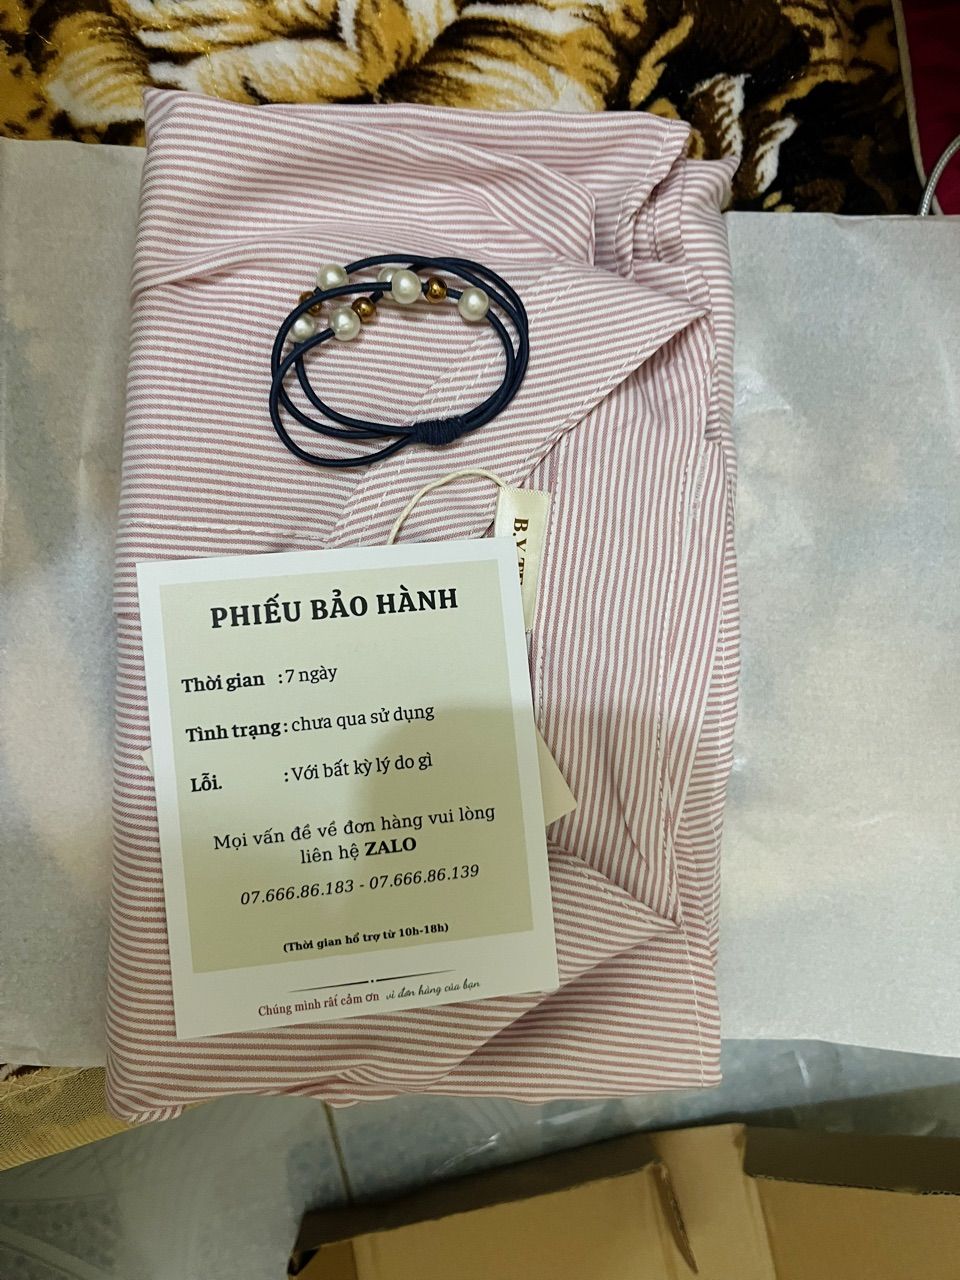 B.Y.T
PHIẾU BẢO HÀNH
Thời gian : 7 ngày
Tình trạng : chưa qua sử dụng
Lỗi. : Với bất kỳ lý do gì
Mọi vấn đề về đơn hàng vui lòng
liên hệ ZALO
07.666.86.183 - 07.666.86.139
(Thời gian hổ trợ từ 10h-18h)
Chúng mình rất cảm ơn vì đơn hàng của bạn